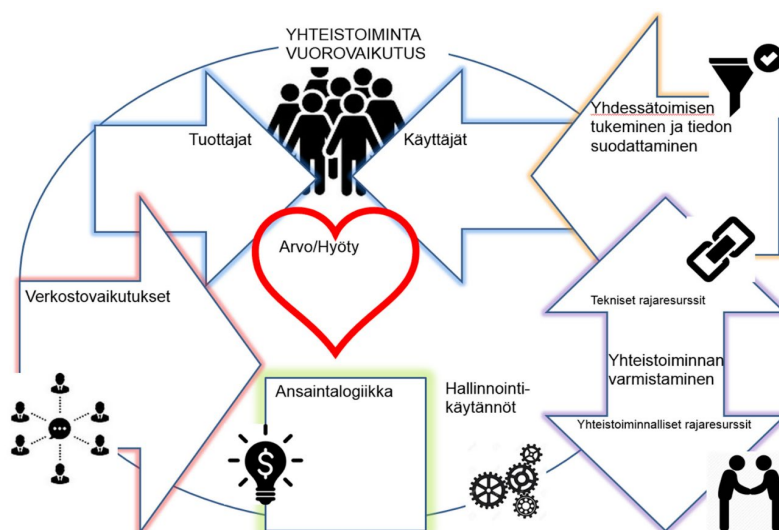 YHTEISTOIMINTA
VUOROVAIKUTUS
Tuottajat
Käyttäjät
Yhdessätoimisen
tukeminen ja tiedon
suodattaminen
Arvo/Hyöty
Verkostovaikutukset
Tekniset rajaresurssit
Yhteistoiminnan
varmistaminen
Yhteistoiminnalliset rajaresurssit
Ansaintalogiikka
Hallinnointi-
käytännöt
$